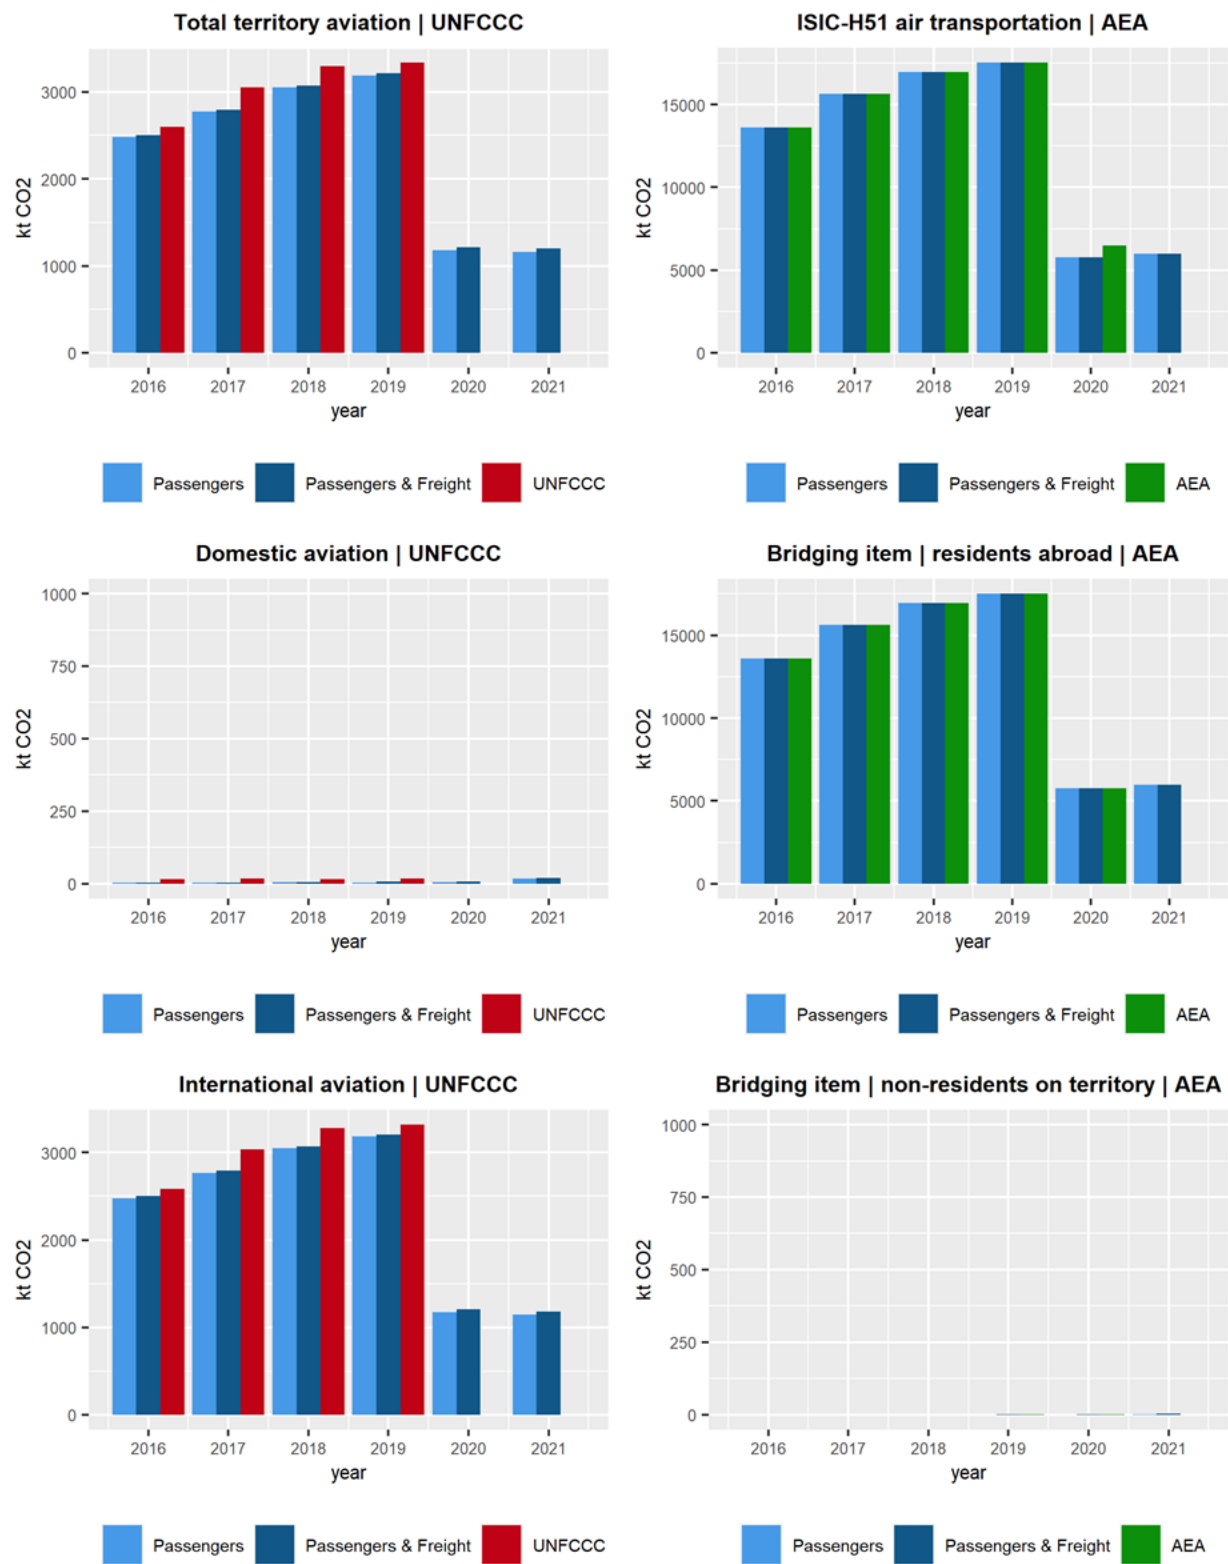 Total territory aviation | UNFCCC
kt CO2
3000
2000
1000
0
2016 2017 2018 2019 2020 2021
year
Passengers Passengers & Freight UNFCCC
ISIC-H51 air transportation | AEA
kt CO2
15000
10000
5000
0
2016 2017 2018 2019 2020 2021
year
Passengers Passengers & Freight AEA
Domestic aviation | UNFCCC
kt CO2
1000
750
500
250
0
2016 2017 2018 2019 2020 2021
year
Passengers Passengers & Freight UNFCCC
Bridging item | residents abroad | AEA
kt CO2
15000
10000
5000
0
2016 2017 2018 2019 2020 2021
year
Passengers Passengers & Freight AEA
International aviation | UNFCCC
kt CO2
3000
2000
1000
0
2016 2017 2018 2019 2020 2021
year
Passengers Passengers & Freight UNFCCC
Bridging item | non-residents on territory | AEA
kt CO2
1000
750
500
250
0
2016 2017 2018 2019 2020 2021
year
Passengers Passengers & Freight AEA